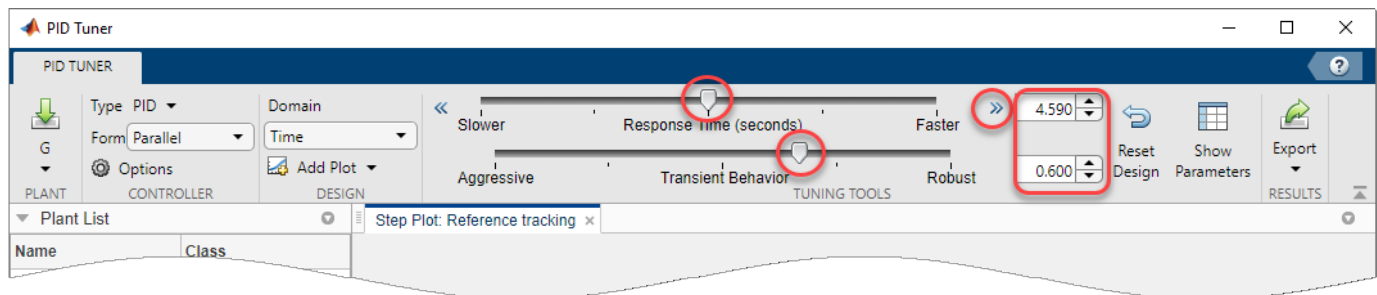 PID Tuner
PID TUNER
?
G
PLANT
Type PID
Form Parallel
Options
CONTROLLER
Domain
Time
Add Plot
DESIGN
Slower Response Time (seconds) Faster
4.590
Aggressive Transient Behavior Robust
0.600
TUNING TOOLS
Reset
Design
Show
Parameters
Export
RESULTS
Plant List
Step Plot: Reference tracking
Name Class